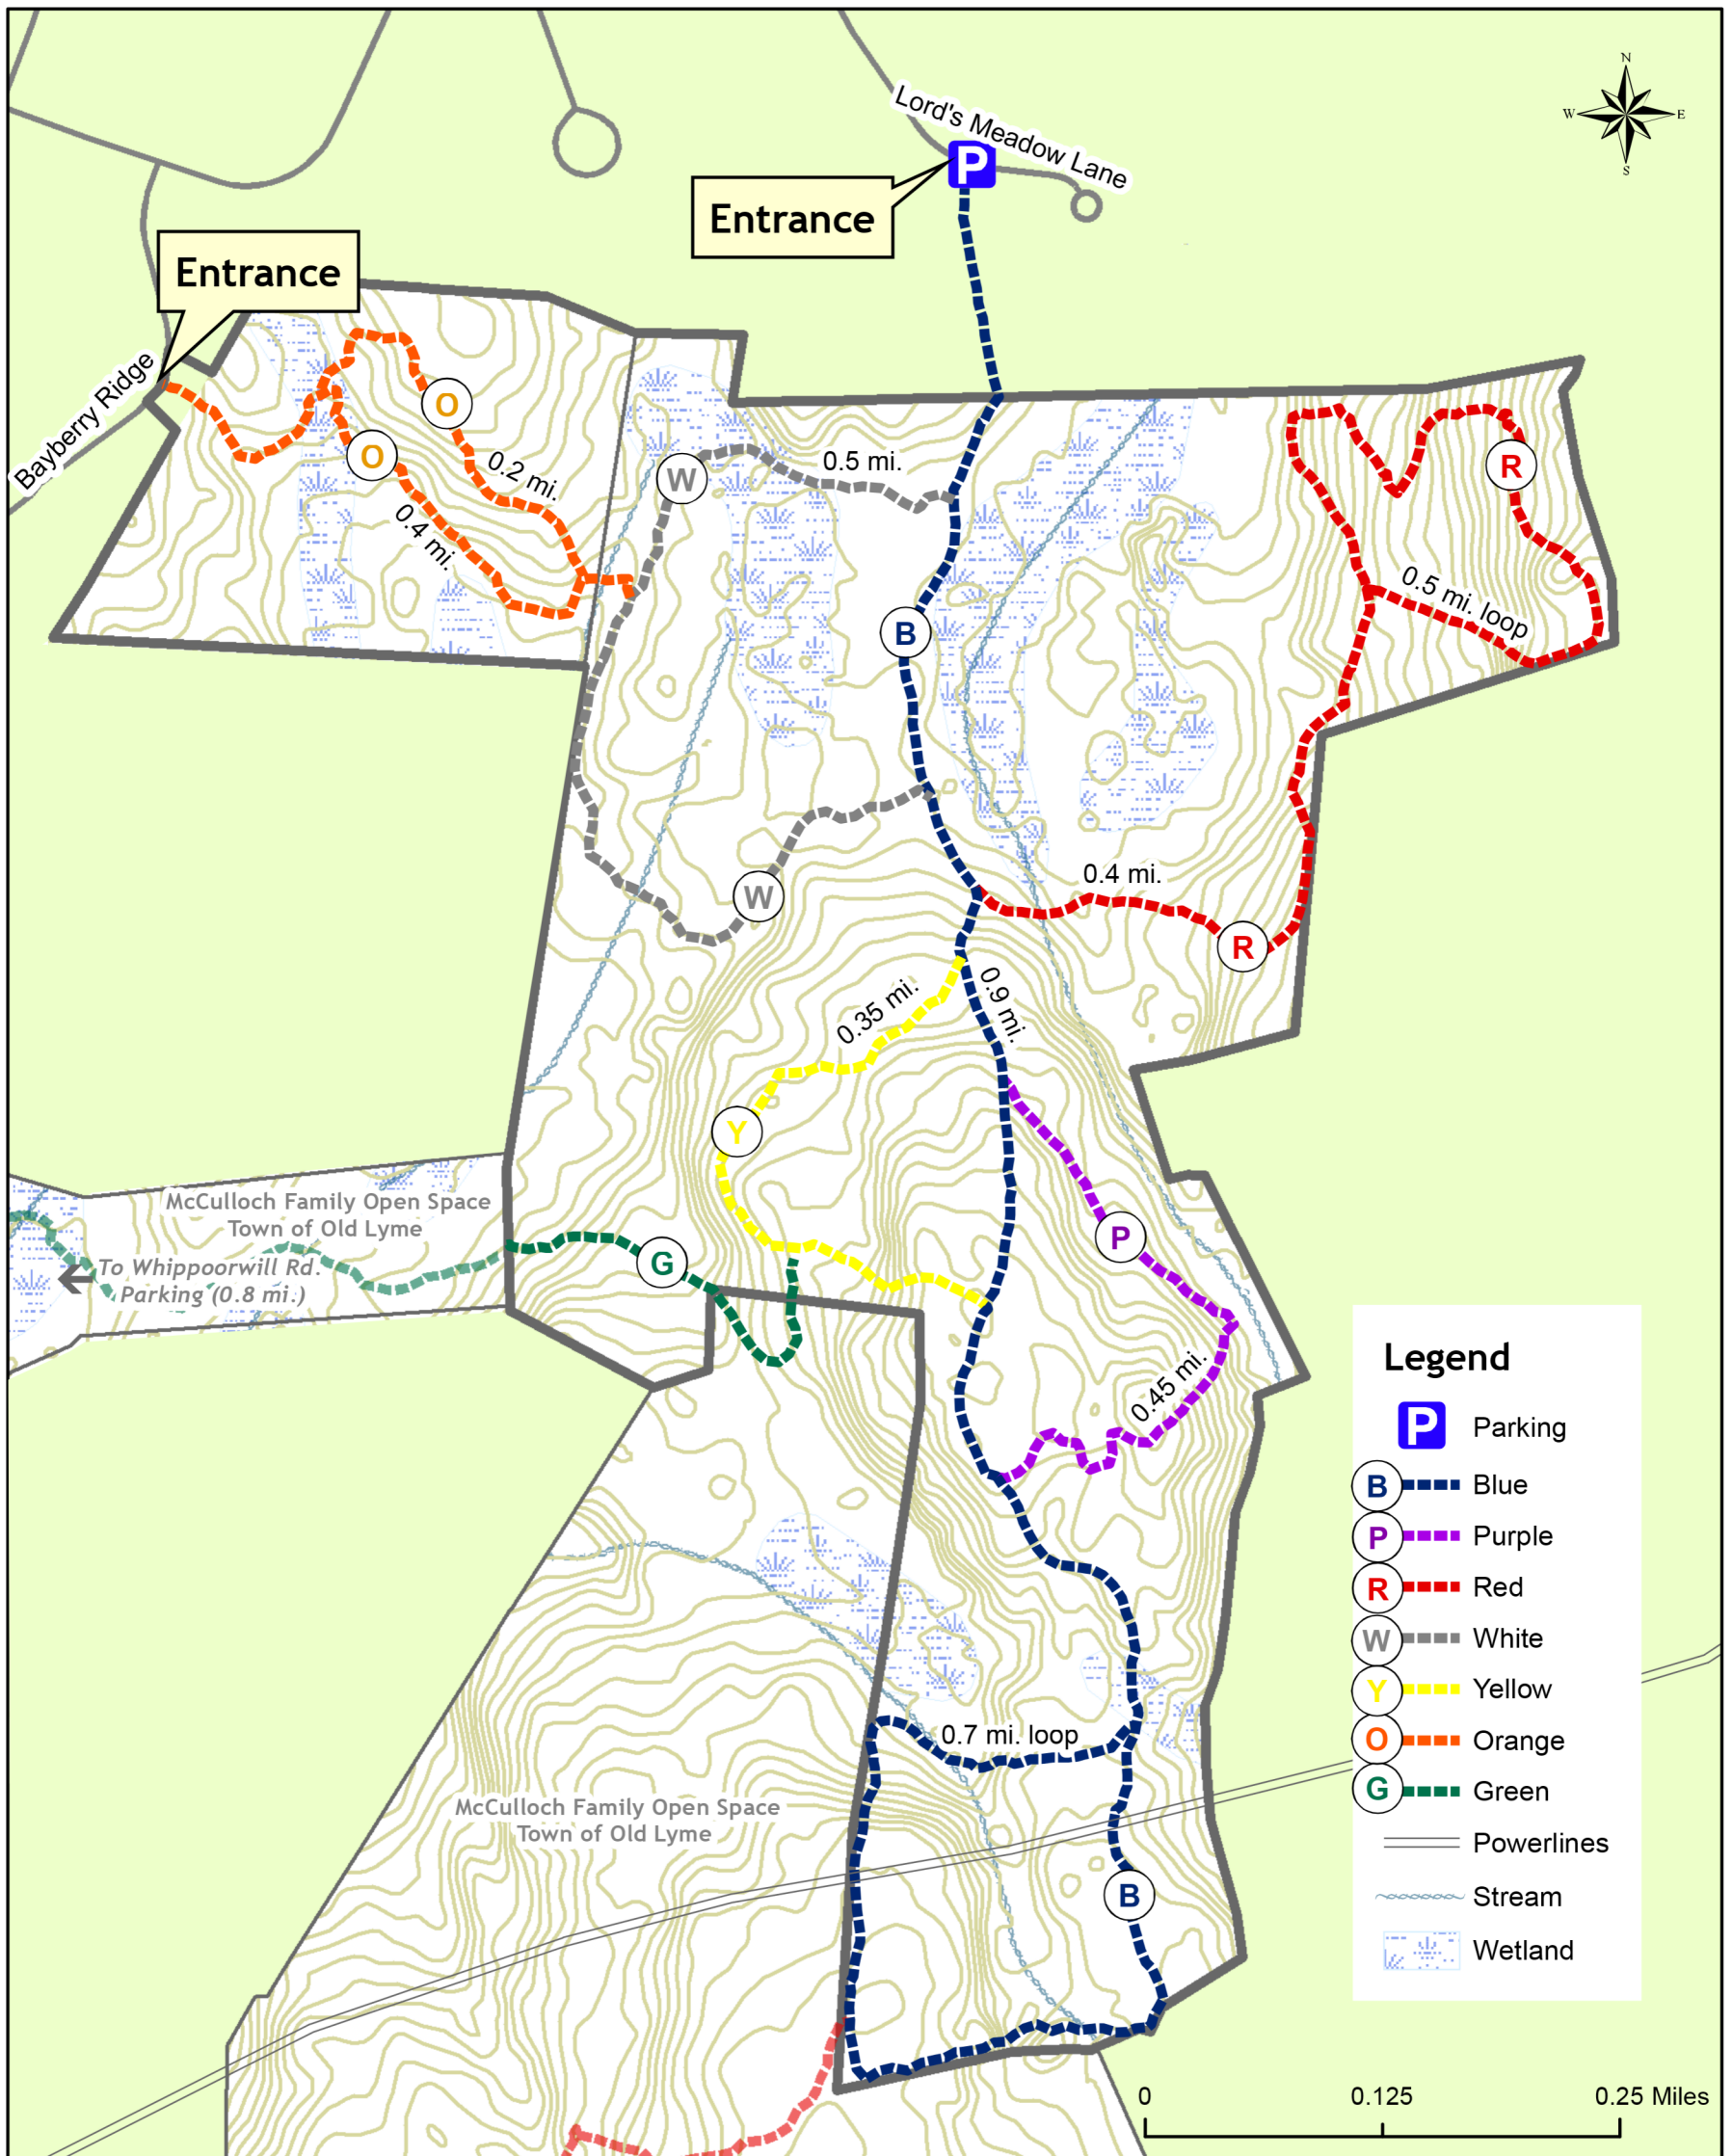 N
W
E
S
Lord's Meadow Lane
P
Entrance
Entrance
Bayberry Ridge
O
O
0.2 mi.
0.4 mi.
W
0.5 mi.
R
0.5 mi. loop
B
0.4 mi.
W
R
0.9 mi.
0.35 mi.
Y
McCulloch Family Open Space
Town of Old Lyme
To Whippoorwill Rd.
Parking (0.8 mi.)
G
P
0.45 mi.
0.7 mi. loop
McCulloch Family Open Space
Town of Old Lyme
B
Legend
P Parking
B Blue
P Purple
R Red
W White
Y Yellow
O Orange
G Green
Powerlines
Stream
Wetland
0 0.125 0.25 Miles